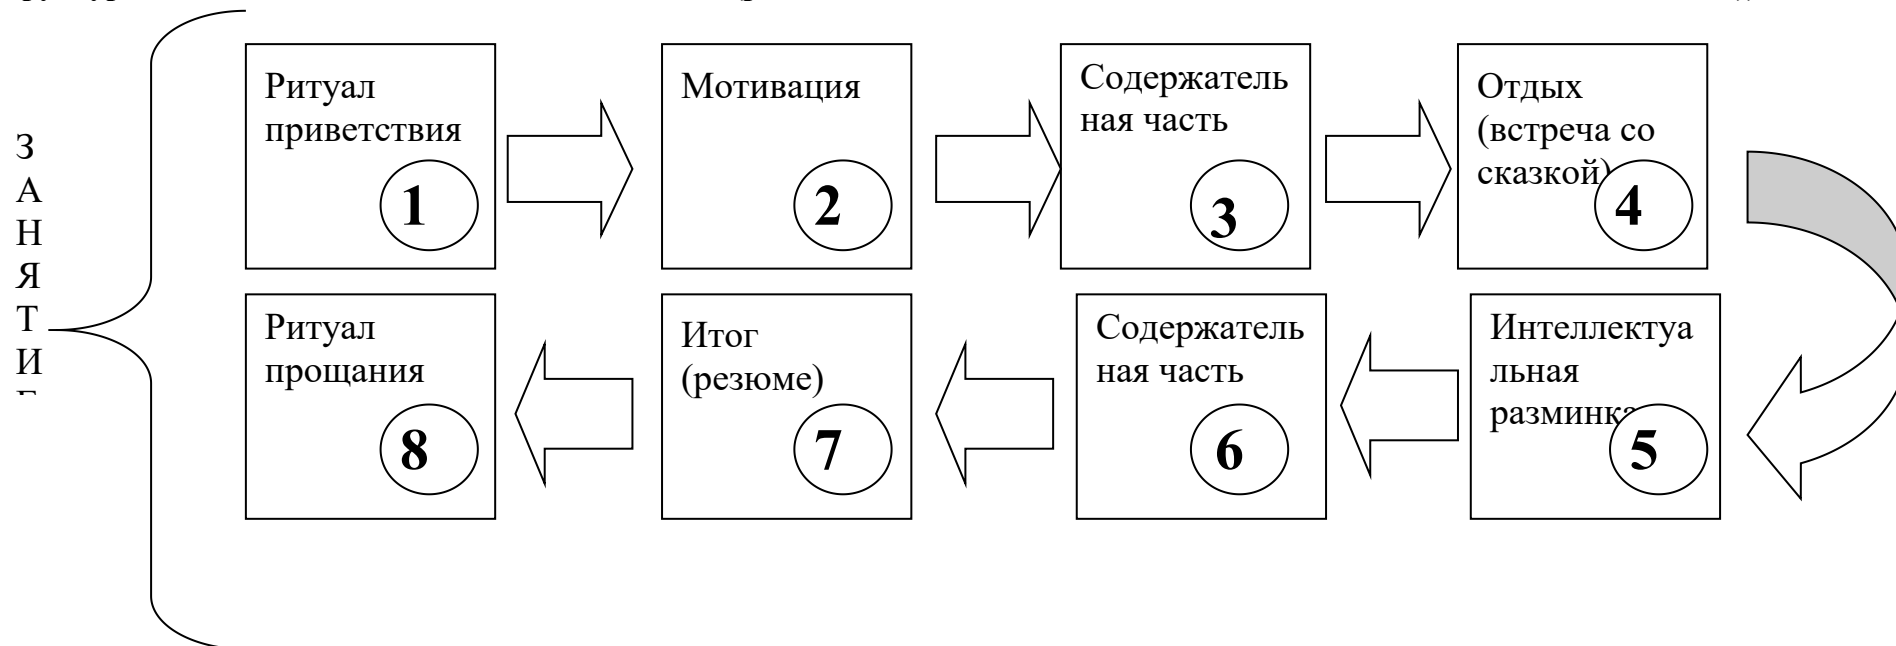 З
А
Н
Я
Т
И
Ритуал
приветствия
1
Мотивация
2
Содержатель
ная часть
3
Отдых
(встреча со
сказкой)
4
Интеллектуа
льная
разминка
5
Содержатель
ная часть
6
Итог
(резюме)
7
Ритуал
прощания
8